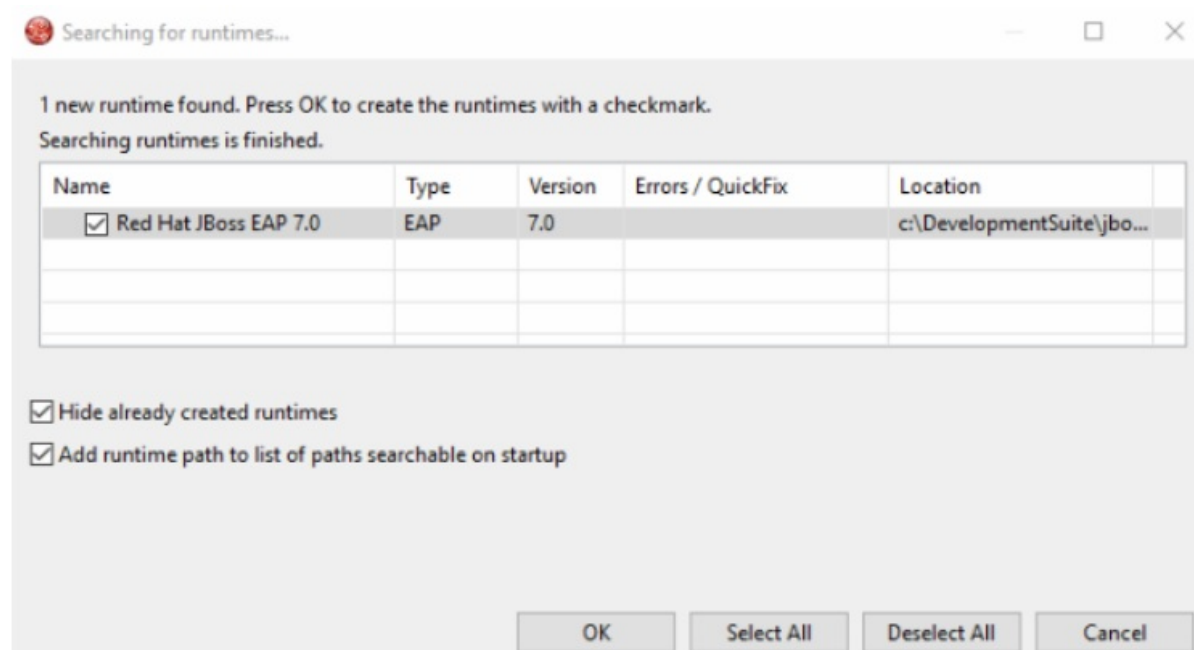 Searching for runtimes...
1 new runtime found. Press OK to create the runtimes with a checkmark.
Searching runtimes is finished.
Name Type Version Errors / QuickFix Location
Red Hat JBoss EAP 7.0 EAP 7.0 c:\DevelopmentSuite\jbo...
Hide already created runtimes
Add runtime path to list of paths searchable on startup
OK Select All Deselect All Cancel